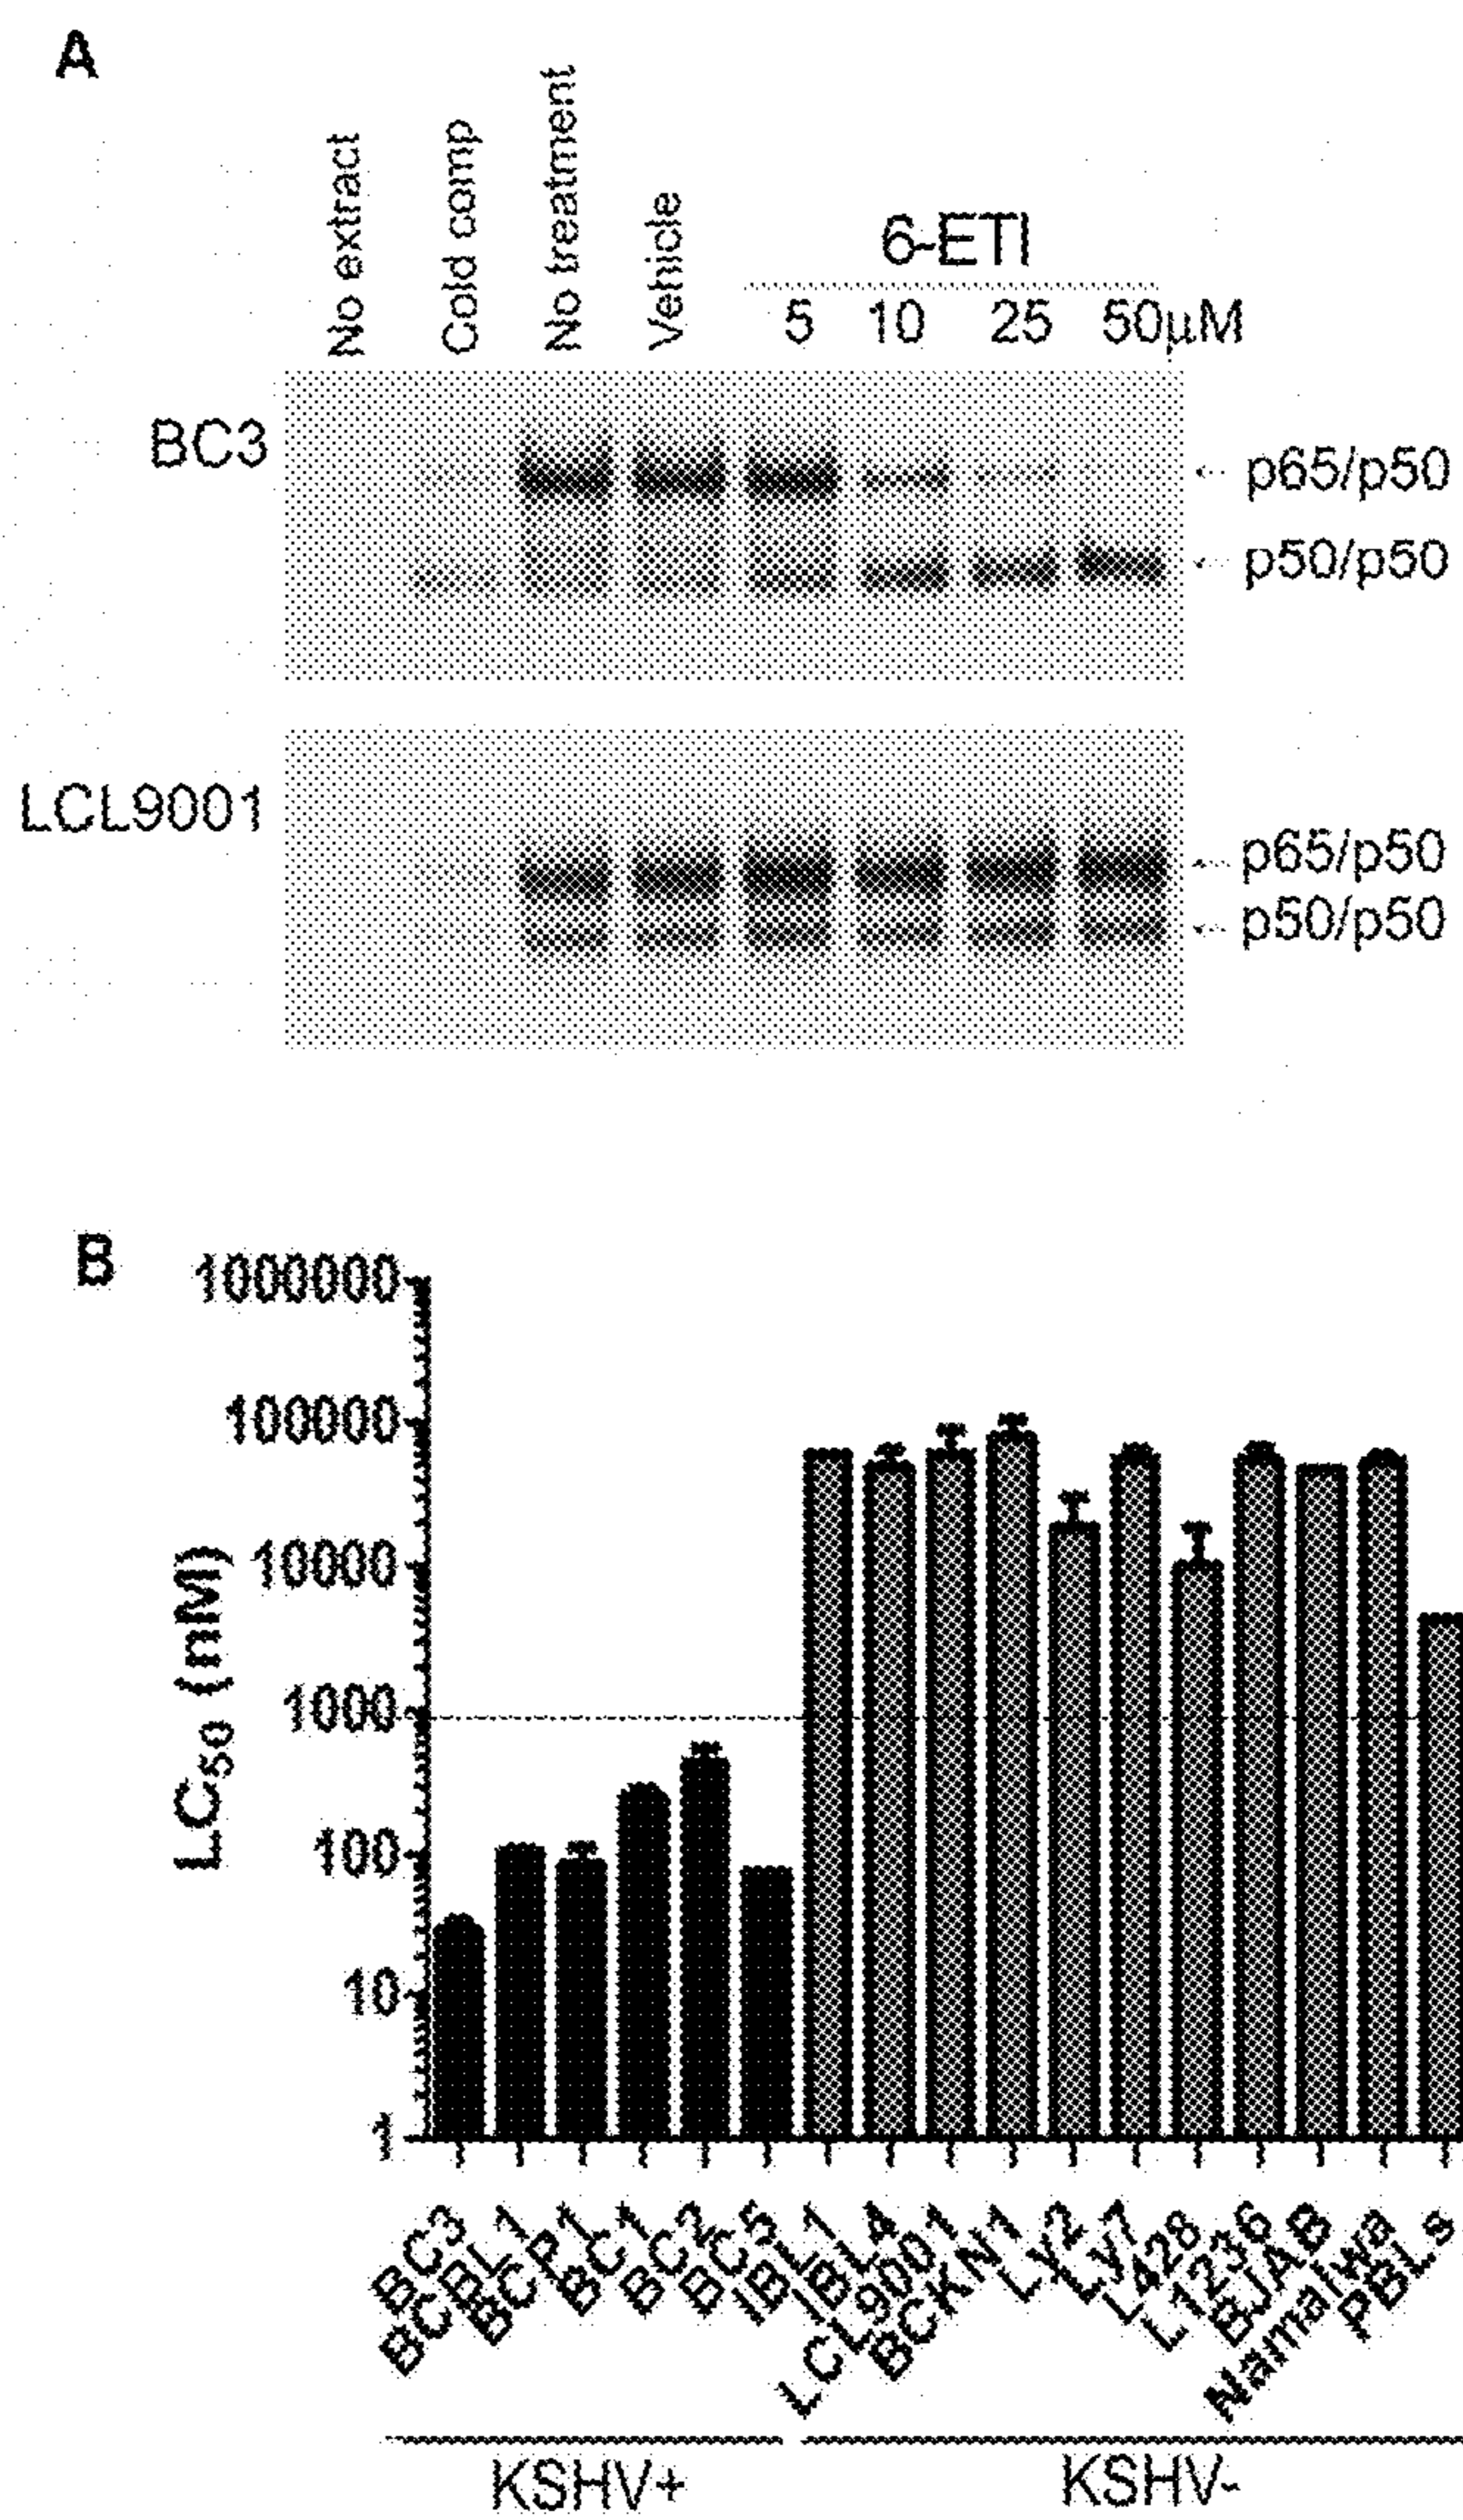 A
No extract
Cold comp
No treatment
Vehicle
6-ETI
5 10 25 50μM
BC3
p65/p50
p50/p50
LCL9001
p65/p50
p50/p50
B
1000000
100000
10000
1000
100
10
1
LC50 (nM)
BC3
BCBL 1
BCP1
BC1
BC2
BC5
IBL1
IBL4
LCL9001
BCKN1
Ly2
Ly7
L428
L1236
BJAB
Namalwa
PBLs
KSHV+
KSHV-